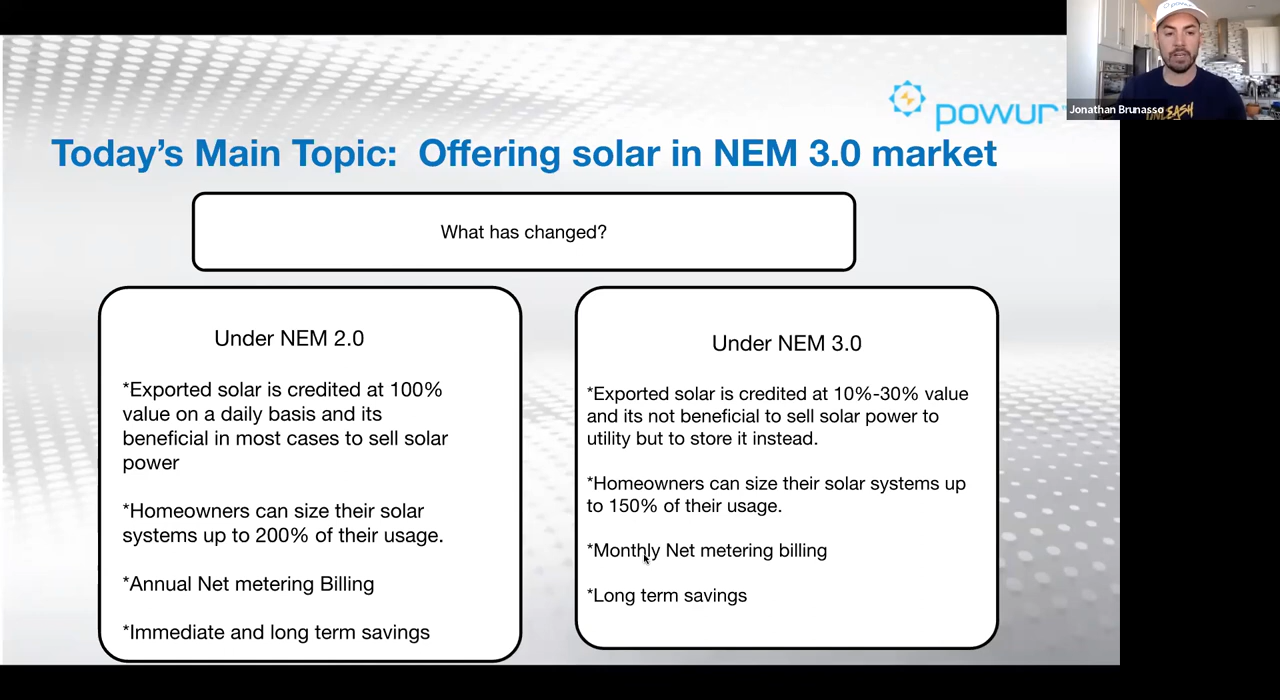 powur
Jonathan Brunasso
UNLEASH
Today's Main Topic:  Offering solar in NEM 3.0 market
What has changed?
Under NEM 2.0
*Exported solar is credited at 100%
value on a daily basis and its
beneficial in most cases to sell solar
power
*Homeowners can size their solar
systems up to 200% of their usage.
*Annual Net metering Billing
*Immediate and long term savings
Under NEM 3.0
*Exported solar is credited at 10%-30% value
and its not beneficial to sell solar power to
utility but to store it instead.
*Homeowners can size their solar systems up
to 150% of their usage.
*Monthly Net metering billing
*Long term savings